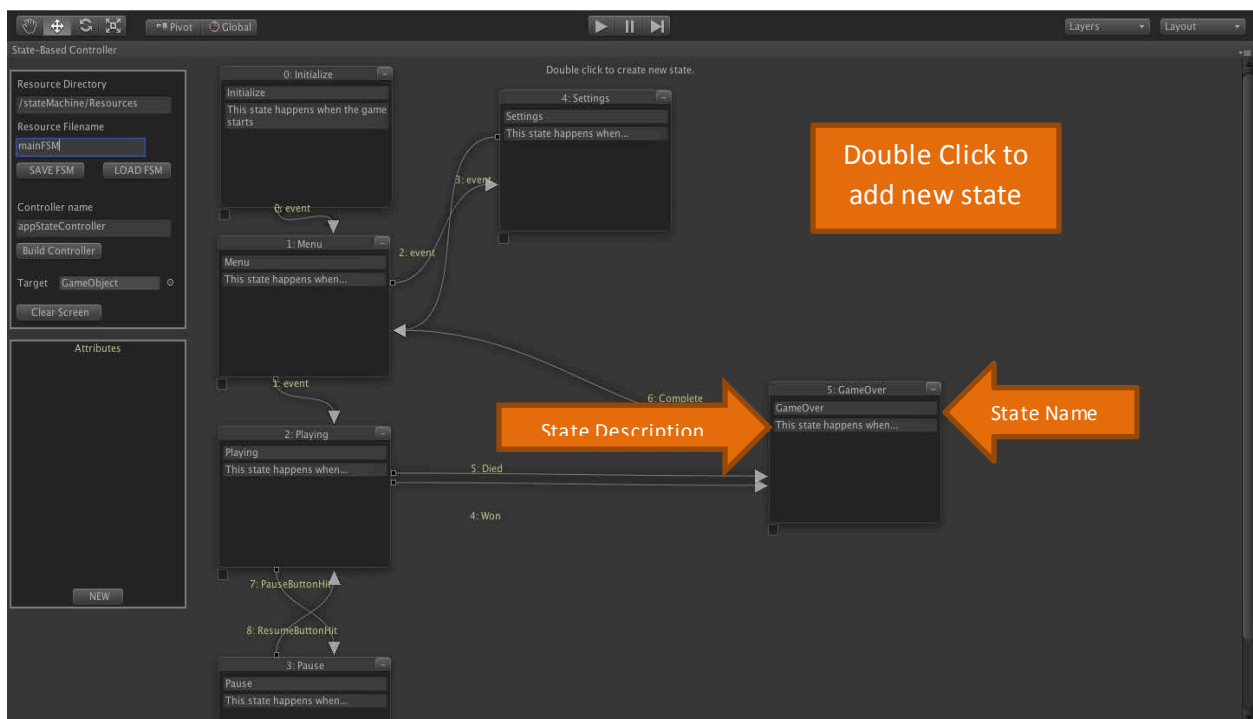 Pivot
Global
Layers
Layout
State-Based Controller
Resource Directory
/stateMachine/Resources
Resource Filename
mainFSM
SAVE FSM
LOAD FSM
Controller name
appStateController
Build Controller
Target
GameObject
Clear Screen
Attributes
NEW
Double click to create new state.
0: Initialize
Initialize
This state happens when the game
starts
0: event
4: Settings
Settings
This state happens when...
3: event
Double Click to
add new state
1: Menu
Menu
This state happens when...
2: event
1: event
6: Complete
5: GameOver
GameOver
This state happens when...
State Description
State Name
2: Playing
Playing
This state happens when...
5: Died
4: Won
7: PauseButtonHit
8: ResumeButtonHit
3: Pause
Pause
This state happens when...